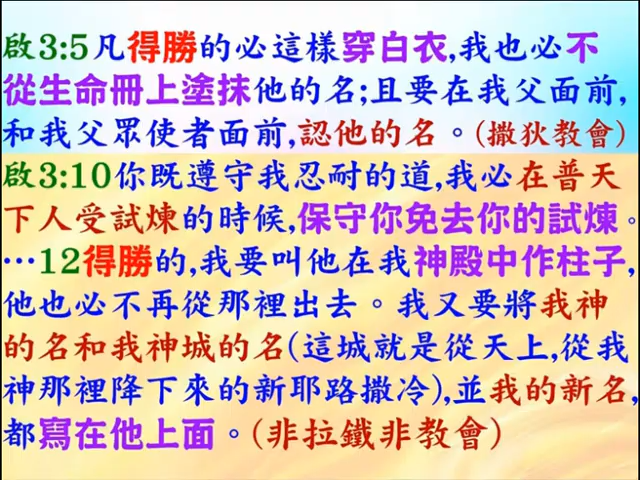 啟3:5凡得勝的必這樣穿白衣,我也必不
從生命冊上塗抹他的名;且要在我父面前,
和我父眾使者面前,認他的名。(撒狄教會)
啟3:10你既遵守我忍耐的道,我必在普天
下人受試煉的時候,保守你免去你的試煉。
…12得勝的,我要叫他在我神殿中作柱子,
他也必不再從那裡出去。我又要將我神
的名和我神城的名(這城就是從天上,從我
神那裡降下來的新耶路撒冷),並我的新名,
都寫在他上面。(非拉鐵非教會)